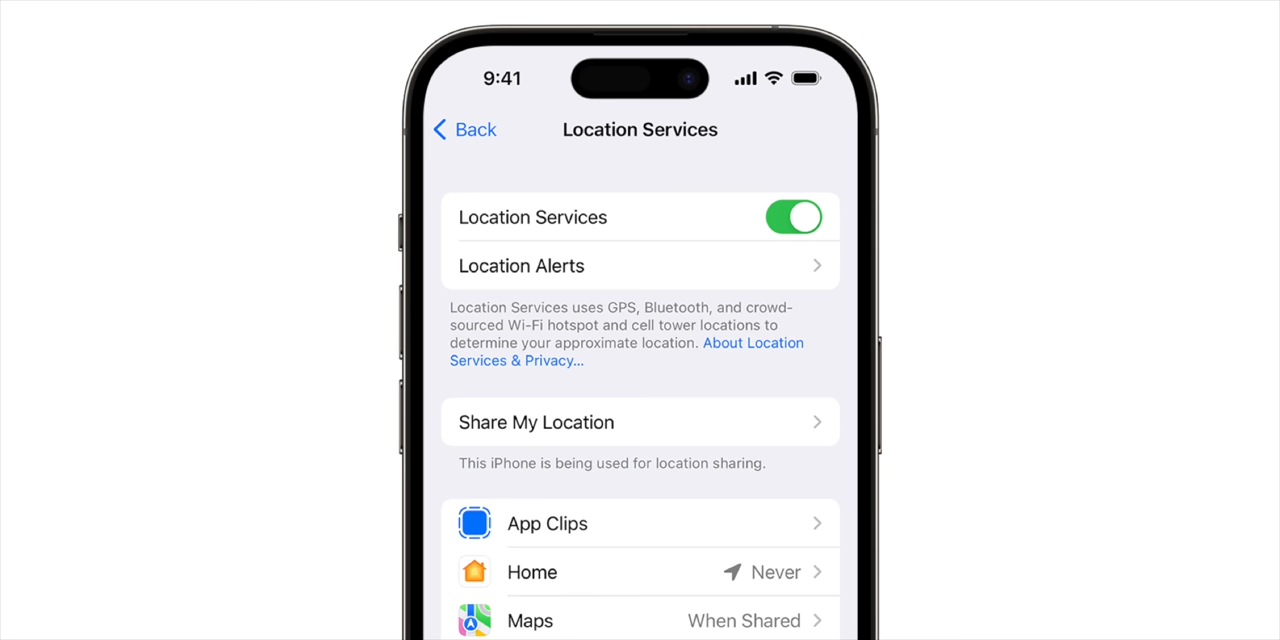 9:41
Back
Location Services
Location Services
Location Alerts
Location Services uses GPS, Bluetooth, and crowd-
sourced Wi-Fi hotspot and cell tower locations to
determine your approximate location. About Location
Services & Privacy...
Share My Location
This iPhone is being used for location sharing.
App Clips
Home Never
Maps When Shared